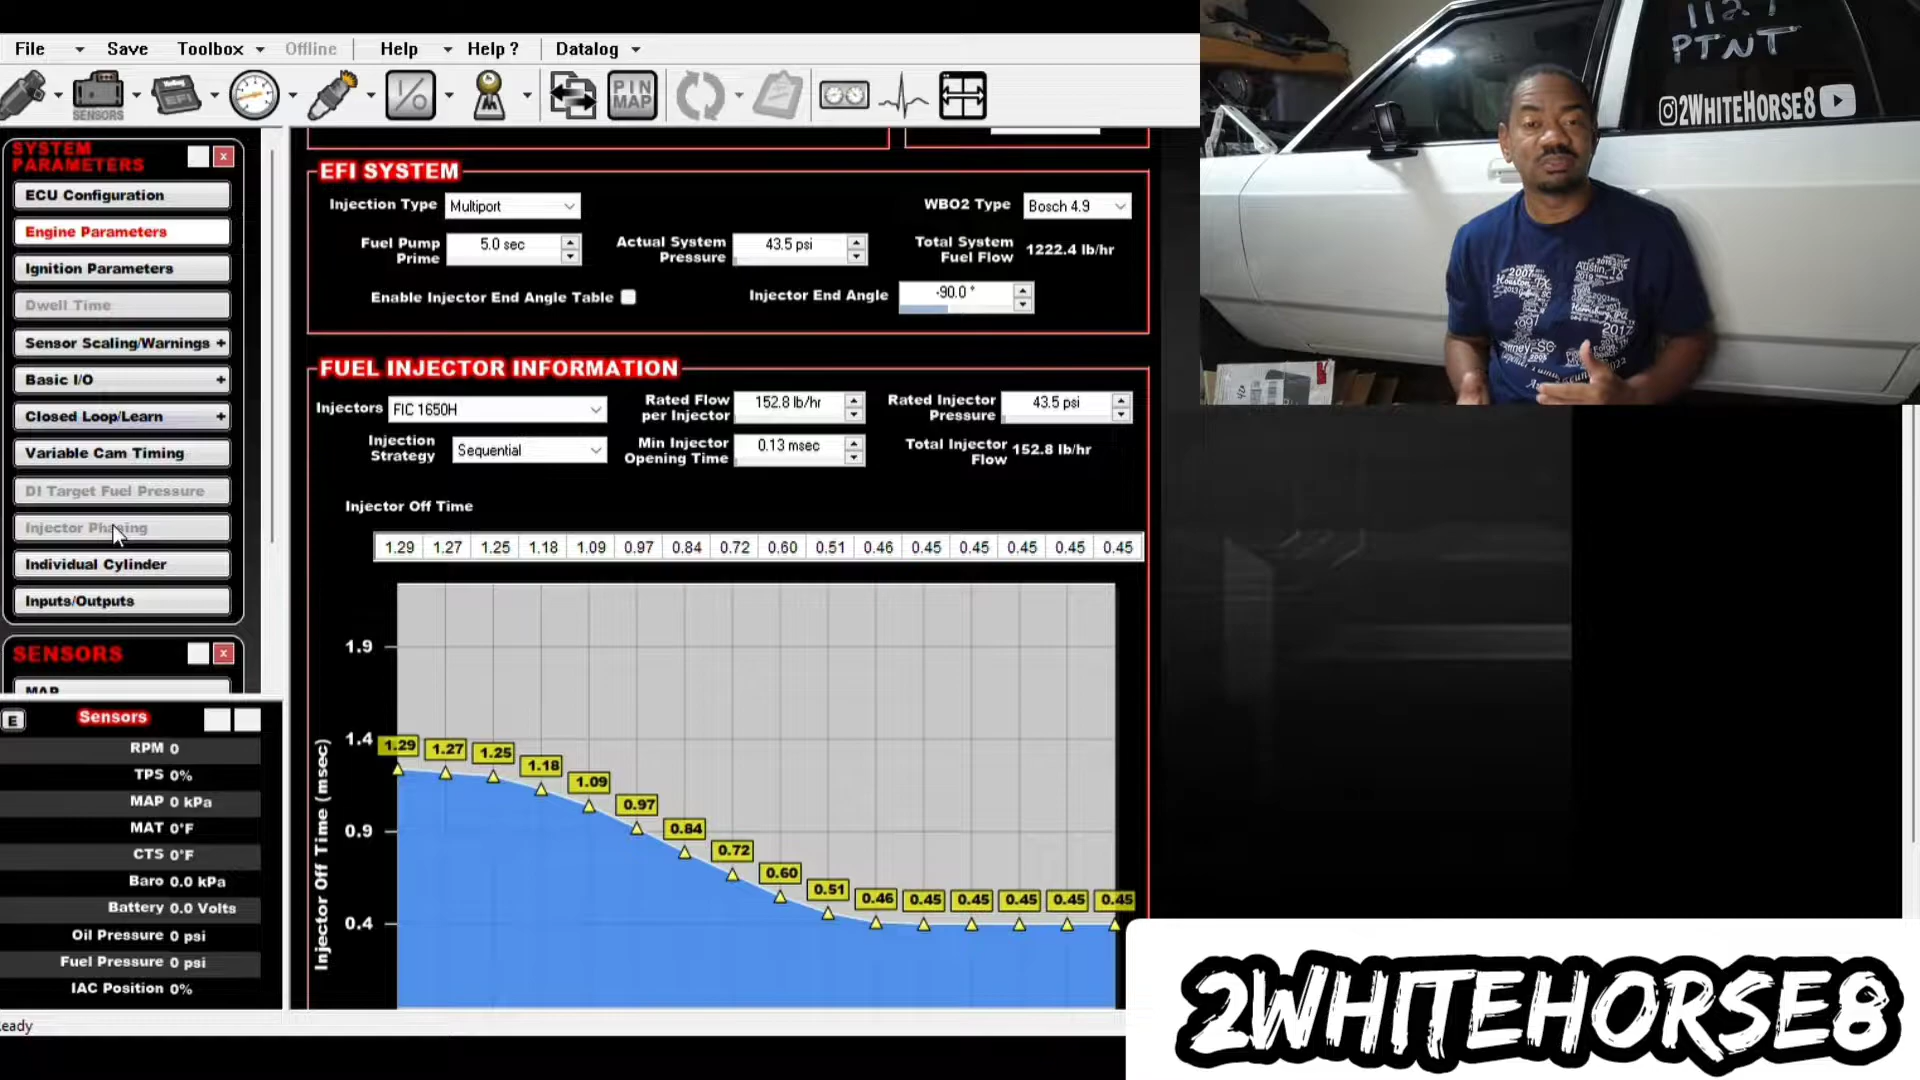 File Save Toolbox Offline Help Help ? Datalog
SENSORS EFI I/O PIN MAP
SYSTEM
PARAMETERS
x
ECU Configuration
Engine Parameters
Ignition Parameters
Dwell Time
Sensor Scaling/Warnings +
Basic I/O +
Closed Loop/Learn +
Variable Cam Timing
DI Target Fuel Pressure
Injector Phasing
Individual Cylinder
Inputs/Outputs
SENSORS x
MAP
E Sensors
RPM 0
TPS 0%
MAP 0 kPa
MAT 0°F
CTS 0°F
Baro 0.0 kPa
Battery 0.0 Volts
Oil Pressure 0 psi
Fuel Pressure 0 psi
IAC Position 0%
eady
EFI SYSTEM
Injection Type Multiport WBO2 Type Bosch 4.9
Fuel Pump Prime 5.0 sec Actual System Pressure 43.5 psi Total System Fuel Flow 1222.4 lb/hr
Enable Injector End Angle Table Injector End Angle -90.0 °
FUEL INJECTOR INFORMATION
Injectors FIC 1650H Rated Flow per Injector 152.8 lb/hr Rated Injector Pressure 43.5 psi
Injection Strategy Sequential Min Injector Opening Time 0.13 msec Total Injector Flow 152.8 lb/hr
Injector Off Time
1.29 1.27 1.25 1.18 1.09 0.97 0.84 0.72 0.60 0.51 0.46 0.45 0.45 0.45 0.45 0.45
Injector Off Time (msec)
1.9
1.4
0.9
0.4
1.29 1.27 1.25 1.18 1.09 0.97 0.84 0.72 0.60 0.51 0.46 0.45 0.45 0.45 0.45 0.45
PTNT
2WHITEHORSE8
2007
Austin, TX
1997
2017
2WHITEHORSE8